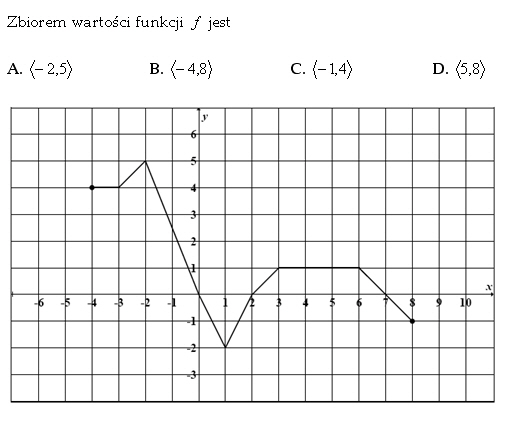 Zbiorem wartości funkcji f jest
A. ⟨−2,5⟩ B. ⟨−4,8⟩ C. ⟨−1,4⟩ D. ⟨5,8⟩
y
6
5
4
3
2
1
x
-6 -5 -4 -3 -2 -1 1 2 3 4 5 6 7 8 9 10
-1
-2
-3